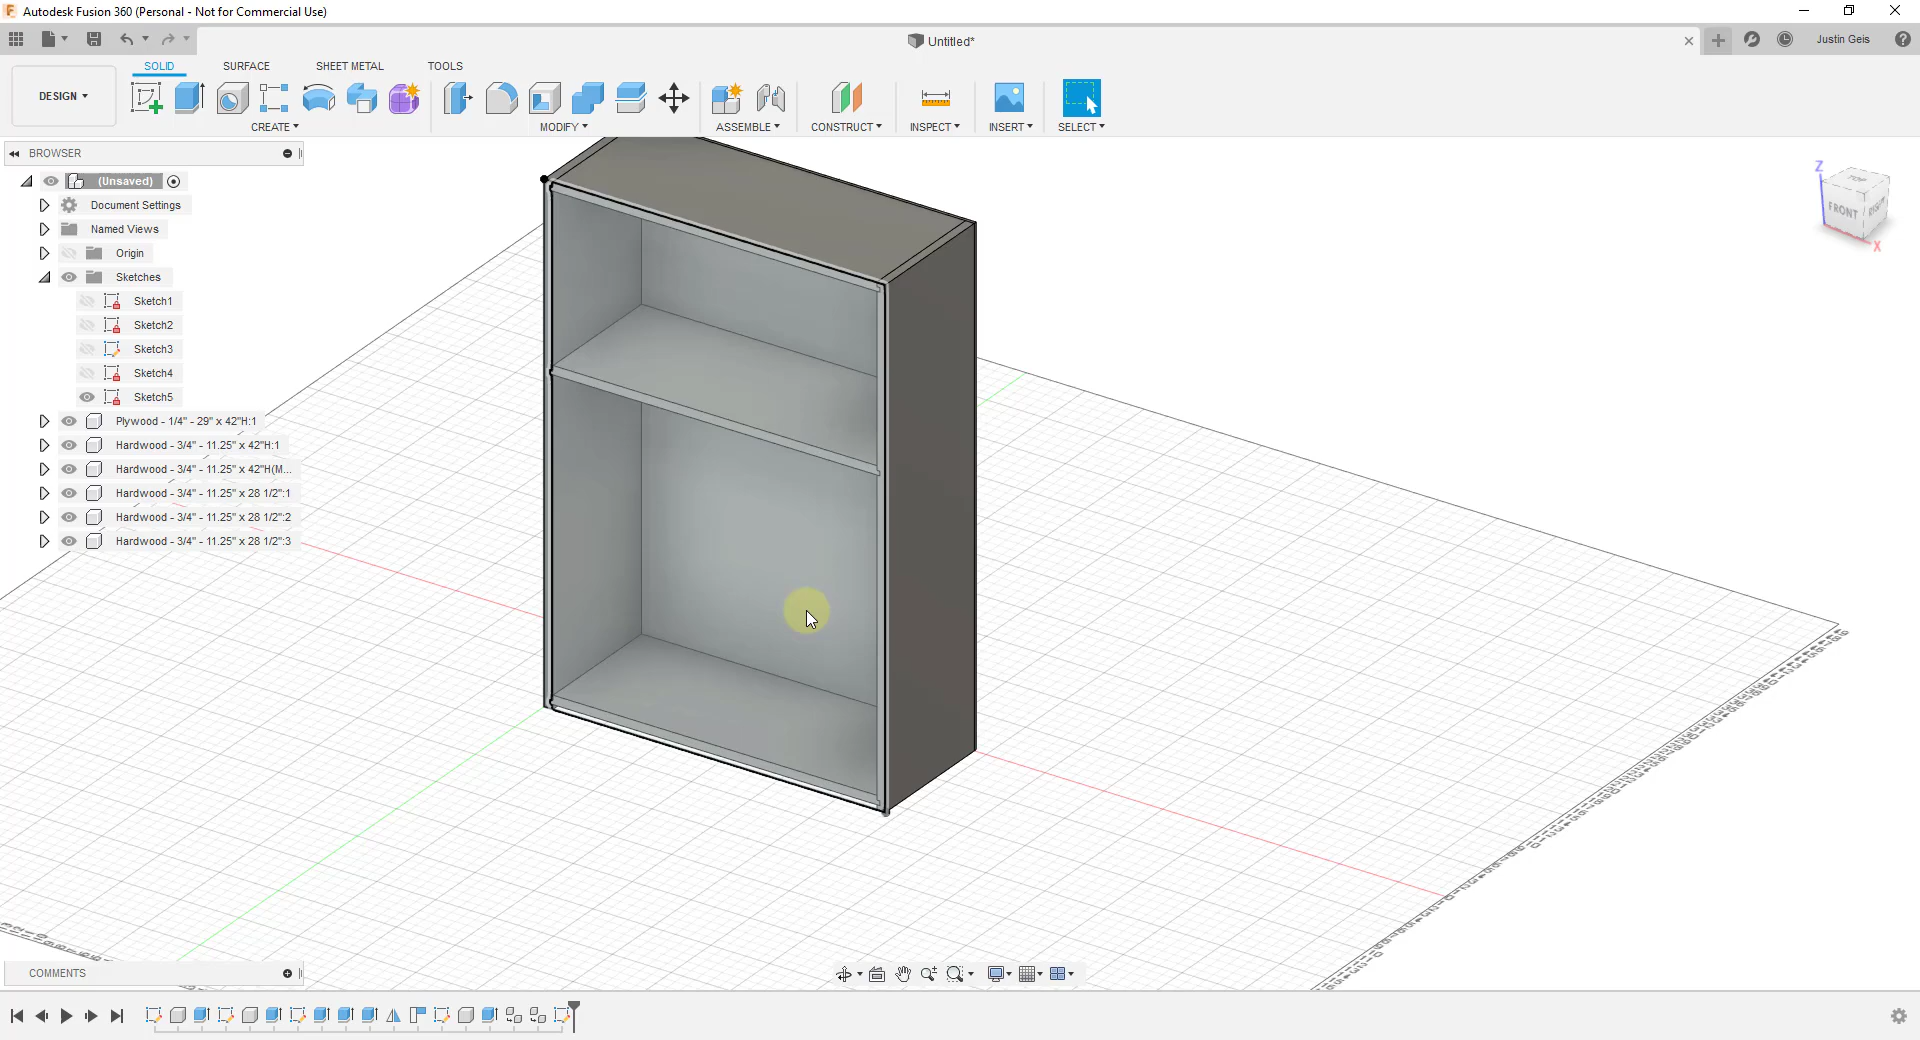 Autodesk Fusion 360 (Personal - Not for Commercial Use)
Untitled*
Justin Geis
DESIGN
SOLID
SURFACE
SHEET METAL
TOOLS
CREATE
MODIFY
ASSEMBLE
CONSTRUCT
INSPECT
INSERT
SELECT
BROWSER
(Unsaved)
Document Settings
Named Views
Origin
Sketches
Sketch1
Sketch2
Sketch3
Sketch4
Sketch5
Plywood - 1/4" - 29" x 42"H:1
Hardwood - 3/4" - 11.25" x 42"H:1
Hardwood - 3/4" - 11.25" x 42"H(M...
Hardwood - 3/4" - 11.25" x 28 1/2":1
Hardwood - 3/4" - 11.25" x 28 1/2":2
Hardwood - 3/4" - 11.25" x 28 1/2":3
Z
TOP
FRONT
RIGHT
X
COMMENTS